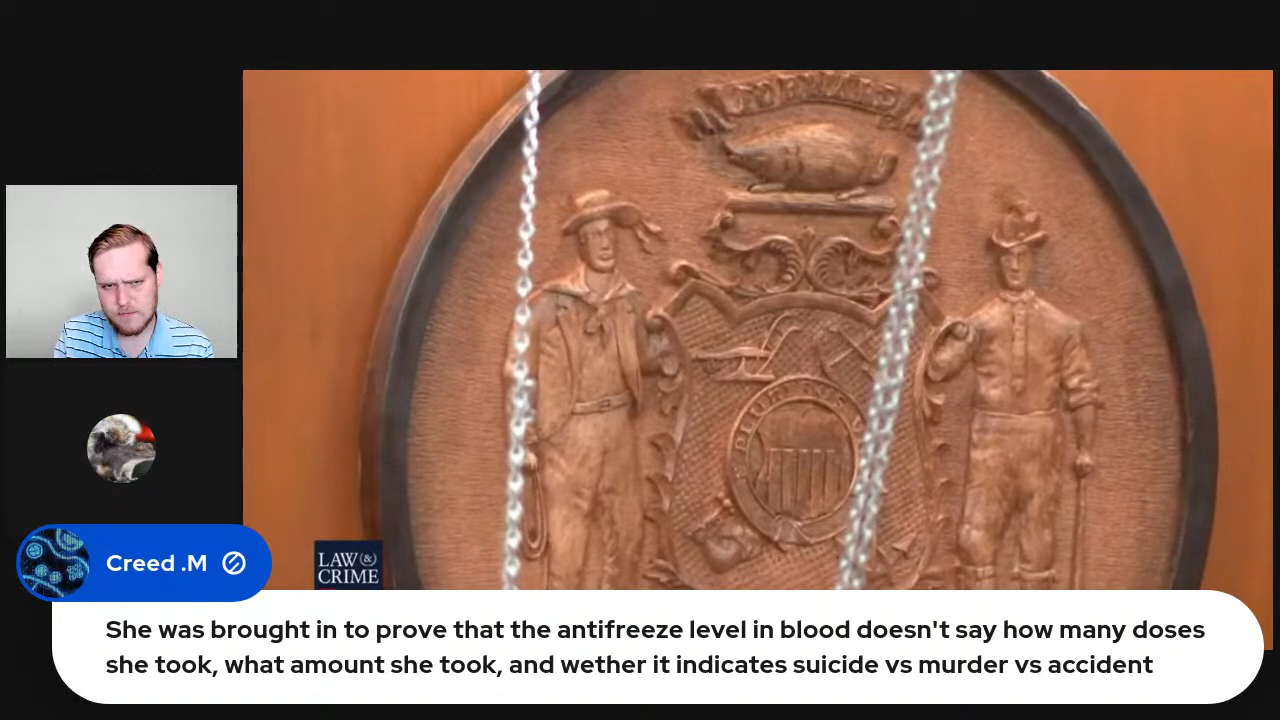 FORWARD
E PLURIBUS U
LAW &
CRIME
Creed .M
She was brought in to prove that the antifreeze level in blood doesn't say how many doses
she took, what amount she took, and wether it indicates suicide vs murder vs accident